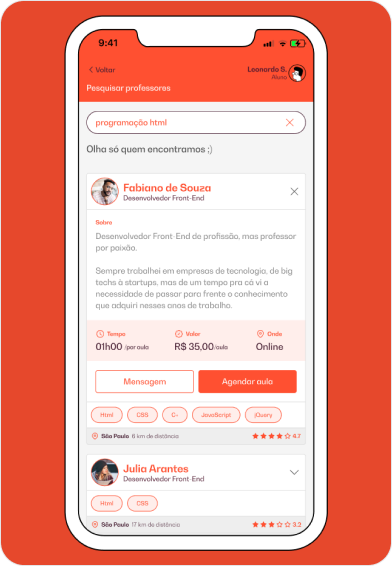 9:41
Voltar
Leonardo S.
Aluno
Pesquisar professores
programação html
Olha só quem encontramos ;)
Fabiano de Souza
Desenvolvedor Front-End
Sobre
Desenvolvedor Front-End de profissão, mas professor
por paixão.
Sempre trabalhei em empresas de tecnologia, de big
techs à startups, mas de um tempo pra cá vi a
necessidade de passar para frente o conhecimento
que adquiri nesses anos de trabalho.
Tempo Valor Onde
01h00 /por aula R$ 35,00/aula Online
Mensagem Agendar aula
Html CSS C- JavaScript jQuery
São Paulo 6 km de distância 4.7
Julia Arantes
Desenvolvedor Front-End
Html CSS
São Paulo 17 km de distância 3.2